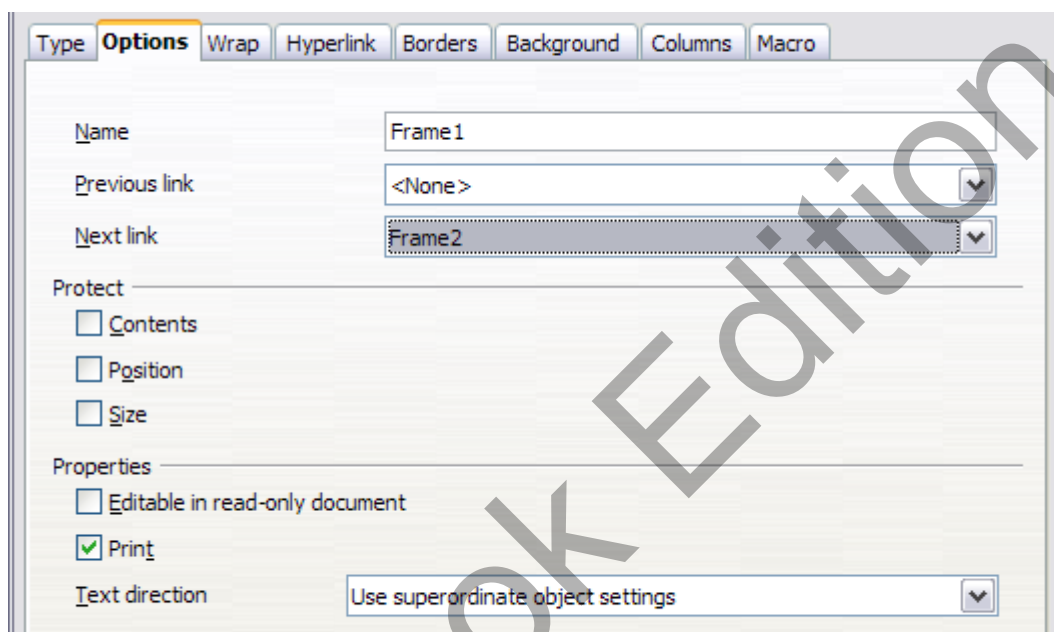 Type Options Wrap Hyperlink Borders Background Columns Macro
Name Frame1
Previous link <None>
Next link Frame2
Protect
Contents
Position
Size
Properties
Editable in read-only document
Print
Text direction Use superordinate object settings
ok Edition